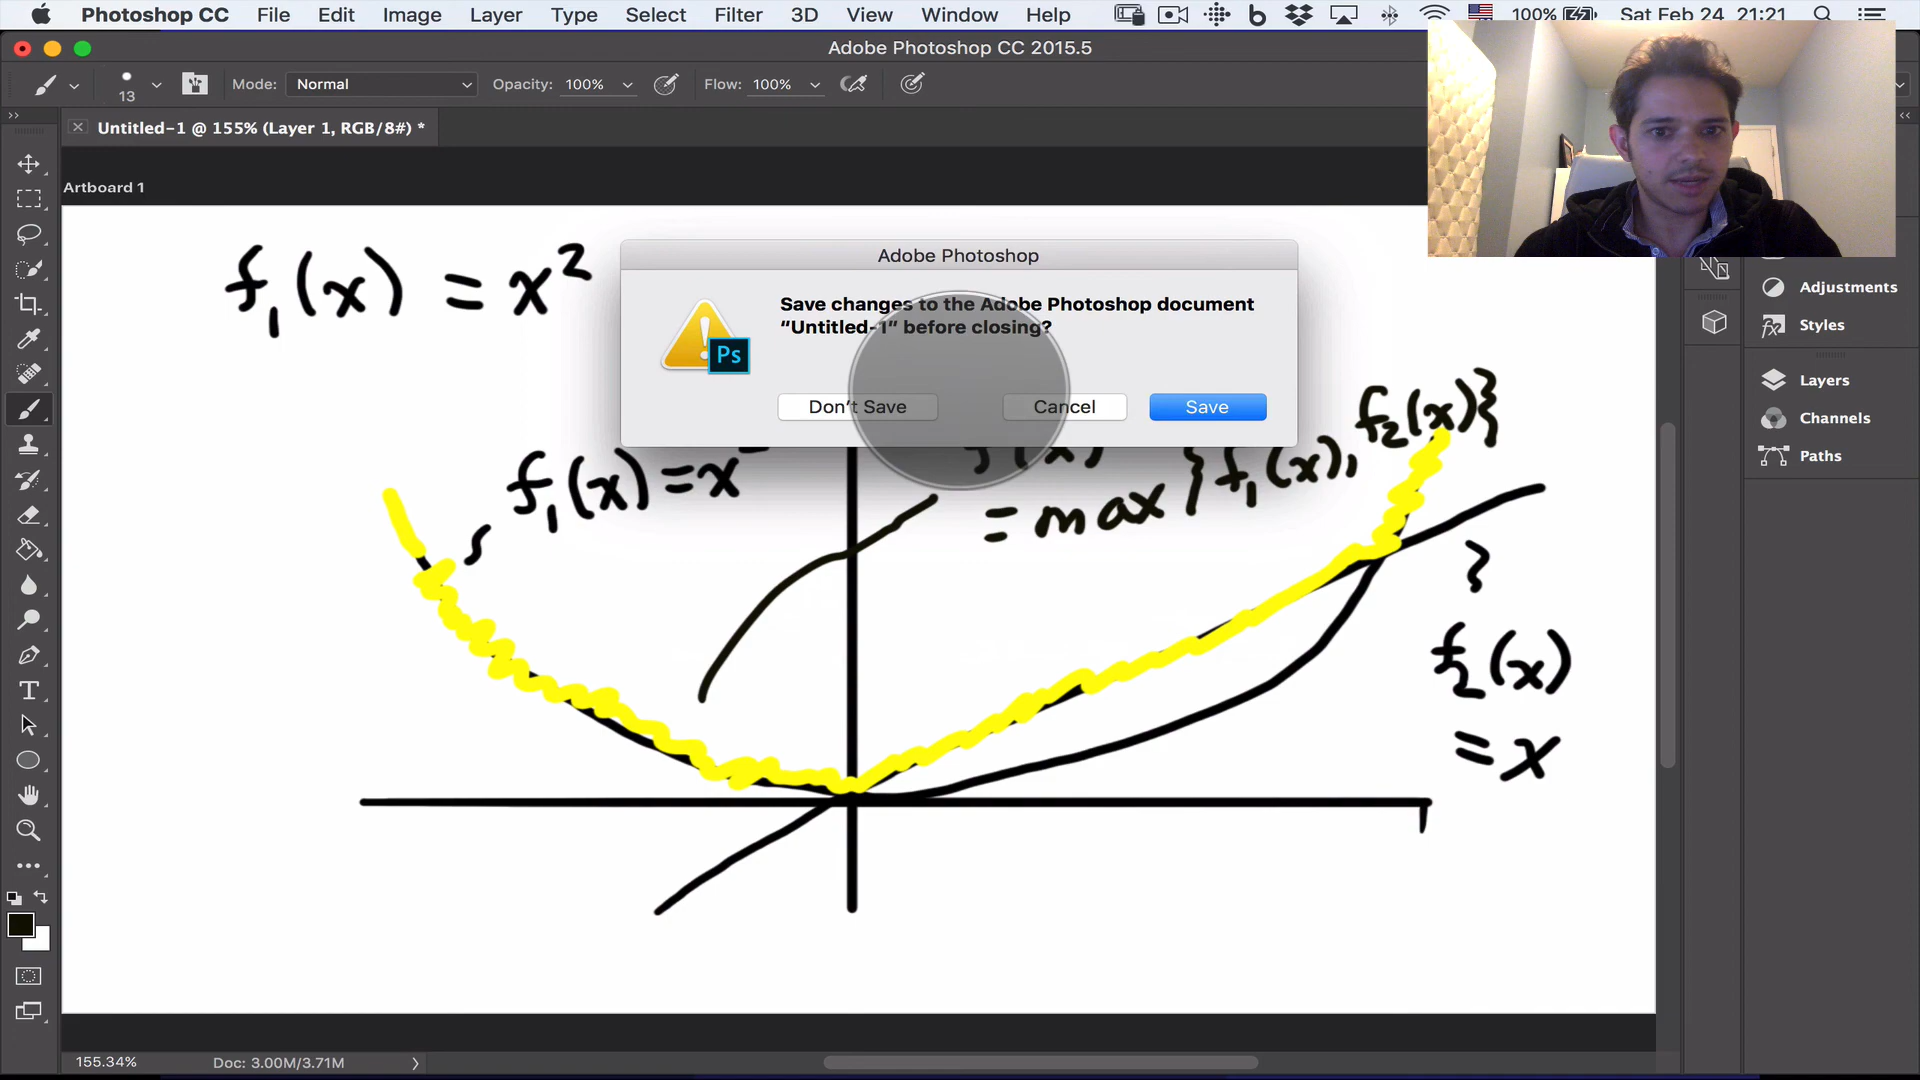 Photoshop CC File Edit Image Layer Type Select Filter 3D View Window Help 100% Sat Feb 24 21:21
Adobe Photoshop CC 2015.5
13 Mode: Normal Opacity: 100% Flow: 100%
Untitled-1 @ 155% (Layer 1, RGB/8#) *
Artboard 1
f₁(x) = x²
Adobe Photoshop
Save changes to the Adobe Photoshop document
“Untitled-1” before closing?
Ps
Don't Save Cancel Save
Adjustments
Styles
Layers
Channels
Paths
f₁(x) = x
f(x)
= max { f₁(x), f₂(x)}
f₂(x)
= x
155.34% Doc: 3.00M/3.71M